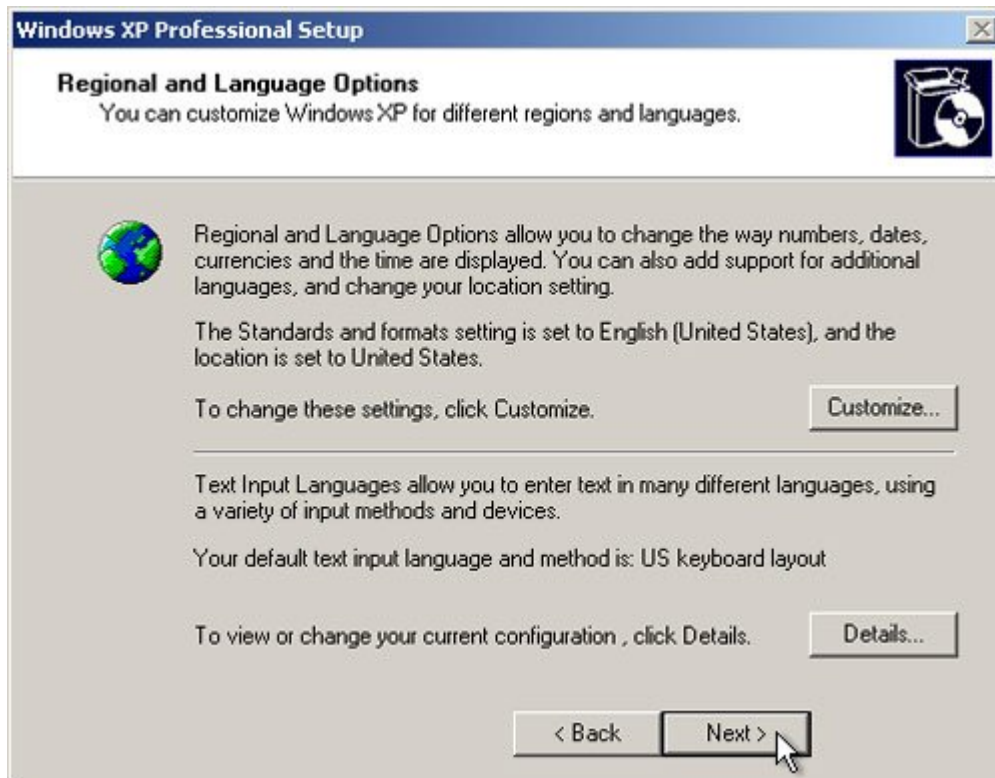 Windows XP Professional Setup
Regional and Language Options
You can customize Windows XP for different regions and languages.
Regional and Language Options allow you to change the way numbers, dates,
currencies and the time are displayed. You can also add support for additional
languages, and change your location setting.
The Standards and formats setting is set to English (United States), and the
location is set to United States.
To change these settings, click Customize.
Customize...
Text Input Languages allow you to enter text in many different languages, using
a variety of input methods and devices.
Your default text input language and method is: US keyboard layout
To view or change your current configuration , click Details.
Details...
< Back
Next >